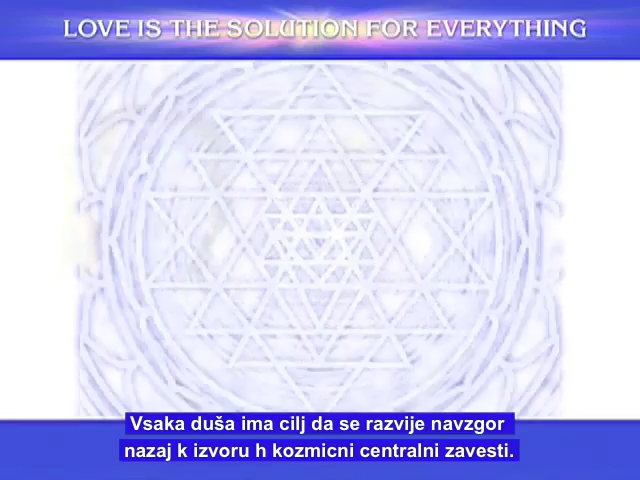 LOVE IS THE SOLUTION FOR EVERYTHING
Vsaka duša ima cilj da se razvije navzgor
nazaj k izvoru h kozmicni centralni zavesti.